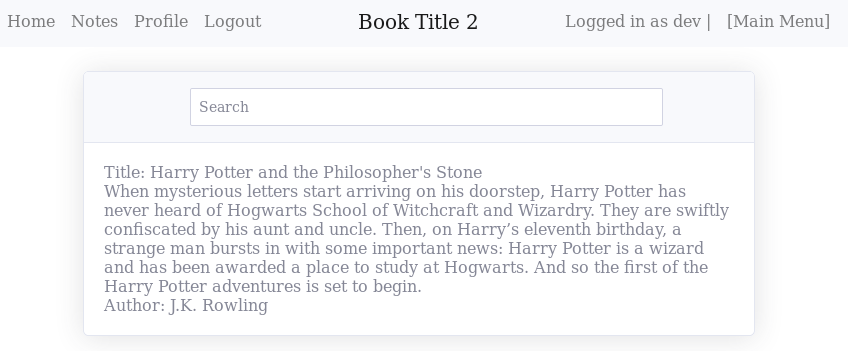 Home Notes Profile Logout Book Title 2 Logged in as dev | [Main Menu]
Search
Title: Harry Potter and the Philosopher's Stone
When mysterious letters start arriving on his doorstep, Harry Potter has
never heard of Hogwarts School of Witchcraft and Wizardry. They are swiftly
confiscated by his aunt and uncle. Then, on Harry’s eleventh birthday, a
strange man bursts in with some important news: Harry Potter is a wizard
and has been awarded a place to study at Hogwarts. And so the first of the
Harry Potter adventures is set to begin.
Author: J.K. Rowling